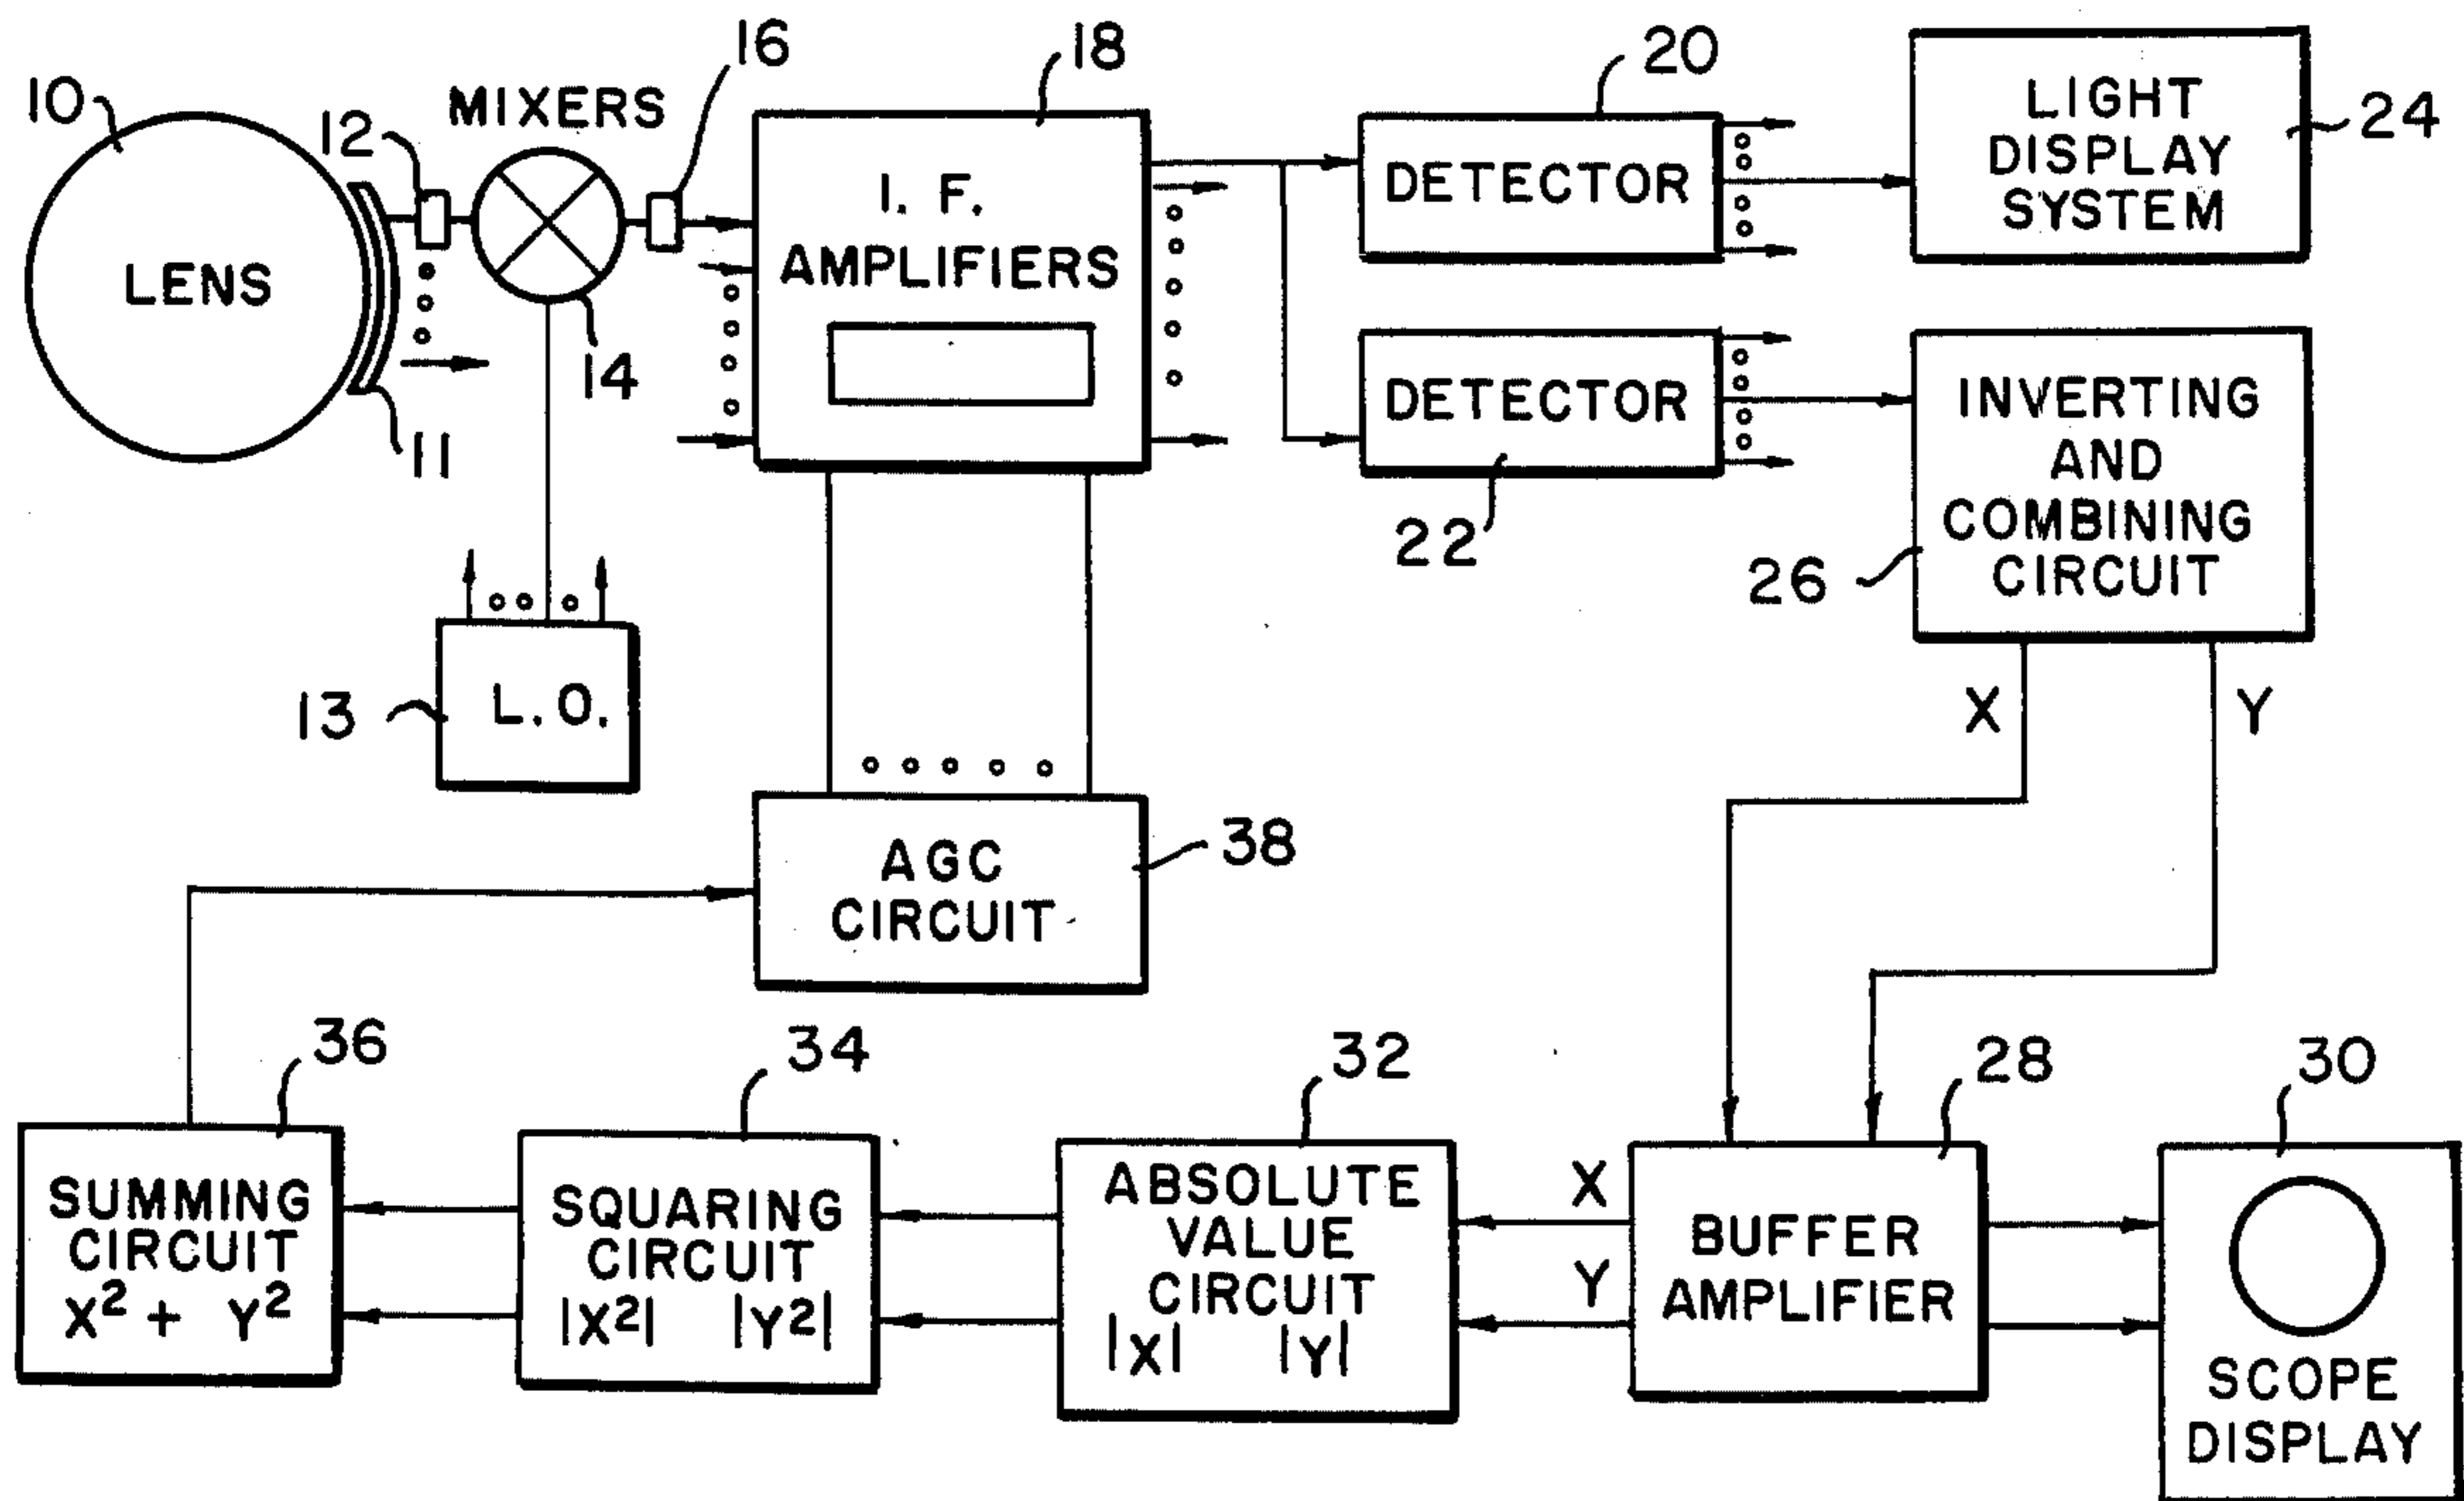 10
LENS
11
12
MIXERS
14
16
13
L.O.
18
I. F.
AMPLIFIERS
20
DETECTOR
22
DETECTOR
LIGHT
DISPLAY
SYSTEM
24
INVERTING
AND
COMBINING
CIRCUIT
26
X
Y
38
AGC
CIRCUIT
36
SUMMING
CIRCUIT
X² + Y²
34
SQUARING
CIRCUIT
|X²| |Y²|
32
ABSOLUTE
VALUE
CIRCUIT
|X| |Y|
X
Y
28
BUFFER
AMPLIFIER
30
SCOPE
DISPLAY